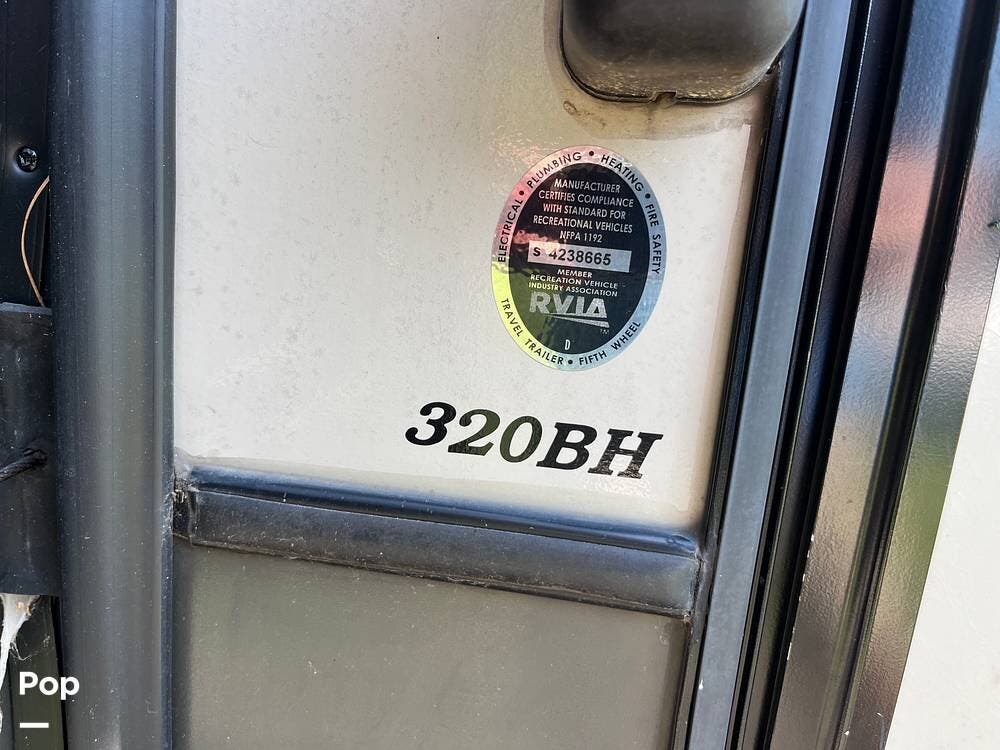 ELECTRICAL • PLUMBING • HEATING • FIRE SAFETY
MANUFACTURER
CERTIFIES COMPLIANCE
WITH STANDARD FOR
RECREATIONAL VEHICLES
NFPA 1192
S 4238665
MEMBER
RECREATION VEHICLE
INDUSTRY ASSOCIATION
RVIA™
D
TRAVEL TRAILER • FIFTH WHEEL
320BH
Pop